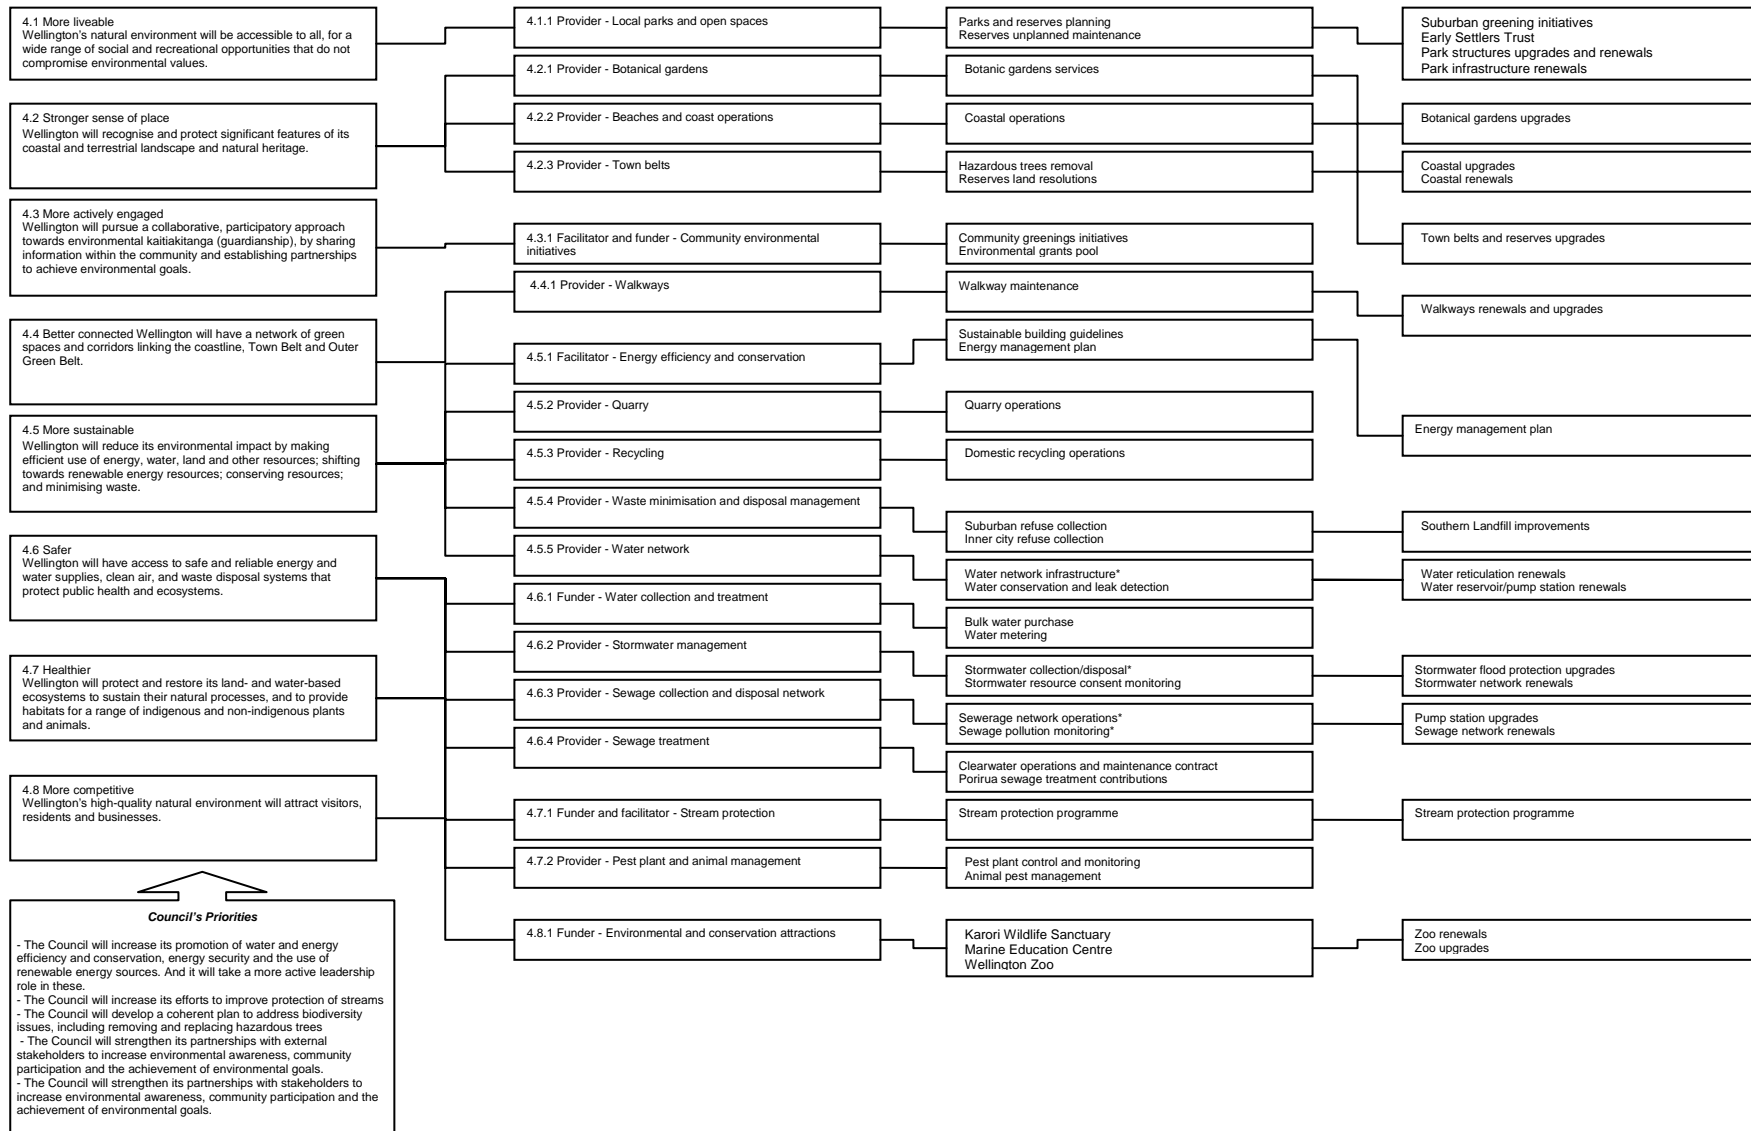 4.1 More liveable
Wellington's natural environment will be accessible to all, for a
wide range of social and recreational opportunities that do not
compromise environmental values.
4.2 Stronger sense of place
Wellington will recognise and protect significant features of its
coastal and terrestrial landscape and natural heritage.
4.3 More actively engaged
Wellington will pursue a collaborative, participatory approach
towards environmental kaitiakitanga (guardianship), by sharing
information within the community and establishing partnerships
to achieve environmental goals.
4.4 Better connected Wellington will have a network of green
spaces and corridors linking the coastline, Town Belt and Outer
Green Belt.
4.5 More sustainable
Wellington will reduce its environmental impact by making
efficient use of energy, water, land and other resources; shifting
towards renewable energy resources; conserving resources;
and minimising waste.
4.6 Safer
Wellington will have access to safe and reliable energy and
water supplies, clean air, and waste disposal systems that
protect public health and ecosystems.
4.7 Healthier
Wellington will protect and restore its land- and water-based
ecosystems to sustain their natural processes, and to provide
habitats for a range of indigenous and non-indigenous plants
and animals.
4.8 More competitive
Wellington's high-quality natural environment will attract visitors,
residents and businesses.
Council's Priorities
- The Council will increase its promotion of water and energy
efficiency and conservation, energy security and the use of
renewable energy sources. And it will take a more active leadership
role in these.
- The Council will increase its efforts to improve protection of streams
- The Council will develop a coherent plan to address biodiversity
issues, including removing and replacing hazardous trees
- The Council will strengthen its partnerships with external
stakeholders to increase environmental awareness, community
participation and the achievement of environmental goals.
- The Council will strengthen its partnerships with stakeholders to
increase environmental awareness, community participation and the
achievement of environmental goals.
4.1.1 Provider - Local parks and open spaces
4.2.1 Provider - Botanical gardens
4.2.2 Provider - Beaches and coast operations
4.2.3 Provider - Town belts
4.3.1 Facilitator and funder - Community environmental
initiatives
4.4.1 Provider - Walkways
4.5.1 Facilitator - Energy efficiency and conservation
4.5.2 Provider - Quarry
4.5.3 Provider - Recycling
4.5.4 Provider - Waste minimisation and disposal management
4.5.5 Provider - Water network
4.6.1 Funder - Water collection and treatment
4.6.2 Provider - Stormwater management
4.6.3 Provider - Sewage collection and disposal network
4.6.4 Provider - Sewage treatment
4.7.1 Funder and facilitator - Stream protection
4.7.2 Provider - Pest plant and animal management
4.8.1 Funder - Environmental and conservation attractions
Parks and reserves planning
Reserves unplanned maintenance
Botanic gardens services
Coastal operations
Hazardous trees removal
Reserves land resolutions
Community greenings initiatives
Environmental grants pool
Walkway maintenance
Sustainable building guidelines
Energy management plan
Quarry operations
Domestic recycling operations
Suburban refuse collection
Inner city refuse collection
Water network infrastructure*
Water conservation and leak detection
Bulk water purchase
Water metering
Stormwater collection/disposal*
Stormwater resource consent monitoring
Sewerage network operations*
Sewage pollution monitoring*
Clearwater operations and maintenance contract
Porirua sewage treatment contributions
Stream protection programme
Pest plant control and monitoring
Animal pest management
Karori Wildlife Sanctuary
Marine Education Centre
Wellington Zoo
Suburban greening initiatives
Early Settlers Trust
Park structures upgrades and renewals
Park infrastructure renewals
Botanical gardens upgrades
Coastal upgrades
Coastal renewals
Town belts and reserves upgrades
Walkways renewals and upgrades
Energy management plan
Southern Landfill improvements
Water reticulation renewals
Water reservoir/pump station renewals
Stormwater flood protection upgrades
Stormwater network renewals
Pump station upgrades
Sewage network renewals
Stream protection programme
Zoo renewals
Zoo upgrades